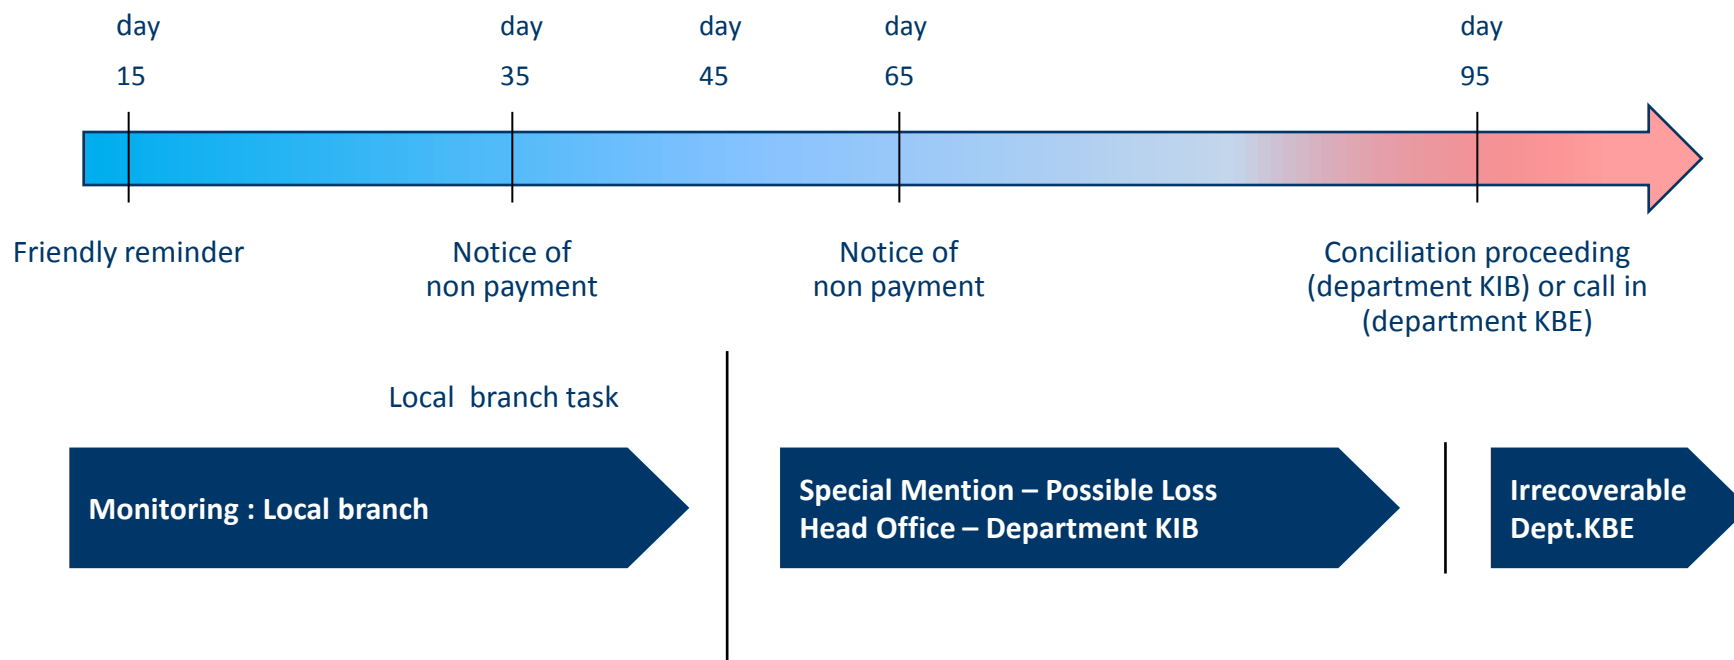 day day day day day
15 35 45 65 95
Friendly reminder
Notice of
non payment
Notice of
non payment
Conciliation proceeding
(department KIB) or call in
(department KBE)
Local branch task
Monitoring : Local branch
Special Mention – Possible Loss
Head Office – Department KIB
Irrecoverable
Dept.KBE